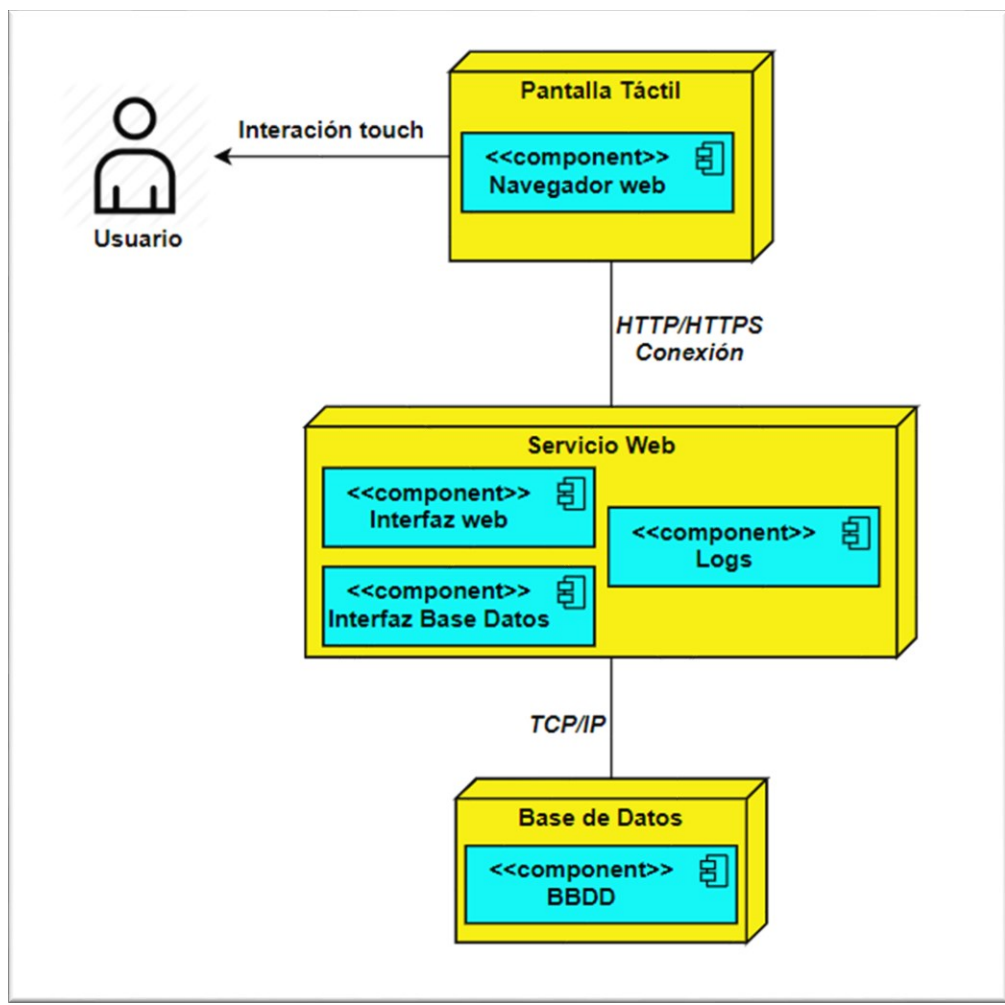 Pantalla Táctil
<<component>>
Navegador web
Interación touch
Usuario
HTTP/HTTPS
Conexión
Servicio Web
<<component>>
Interfaz web
<<component>>
Logs
<<component>>
Interfaz Base Datos
TCP/IP
Base de Datos
<<component>>
BBDD